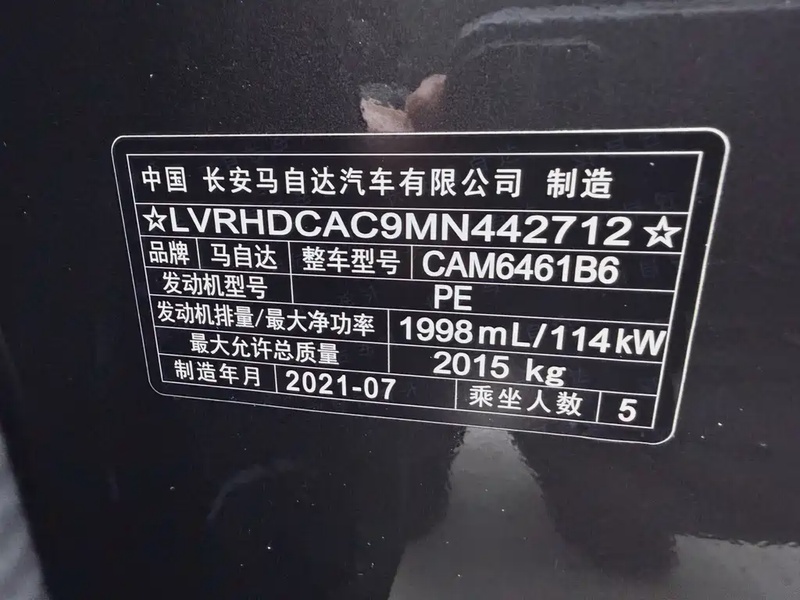 中国 长安马自达汽车有限公司 制造
☆LVRHDCAC9MN442712☆
品牌 马自达 整车型号 CAM6461B6
发动机型号 PE
发动机排量/最大净功率 1998mL/114kW
最大允许总质量 2015 kg
制造年月 2021-07 乘坐人数 5